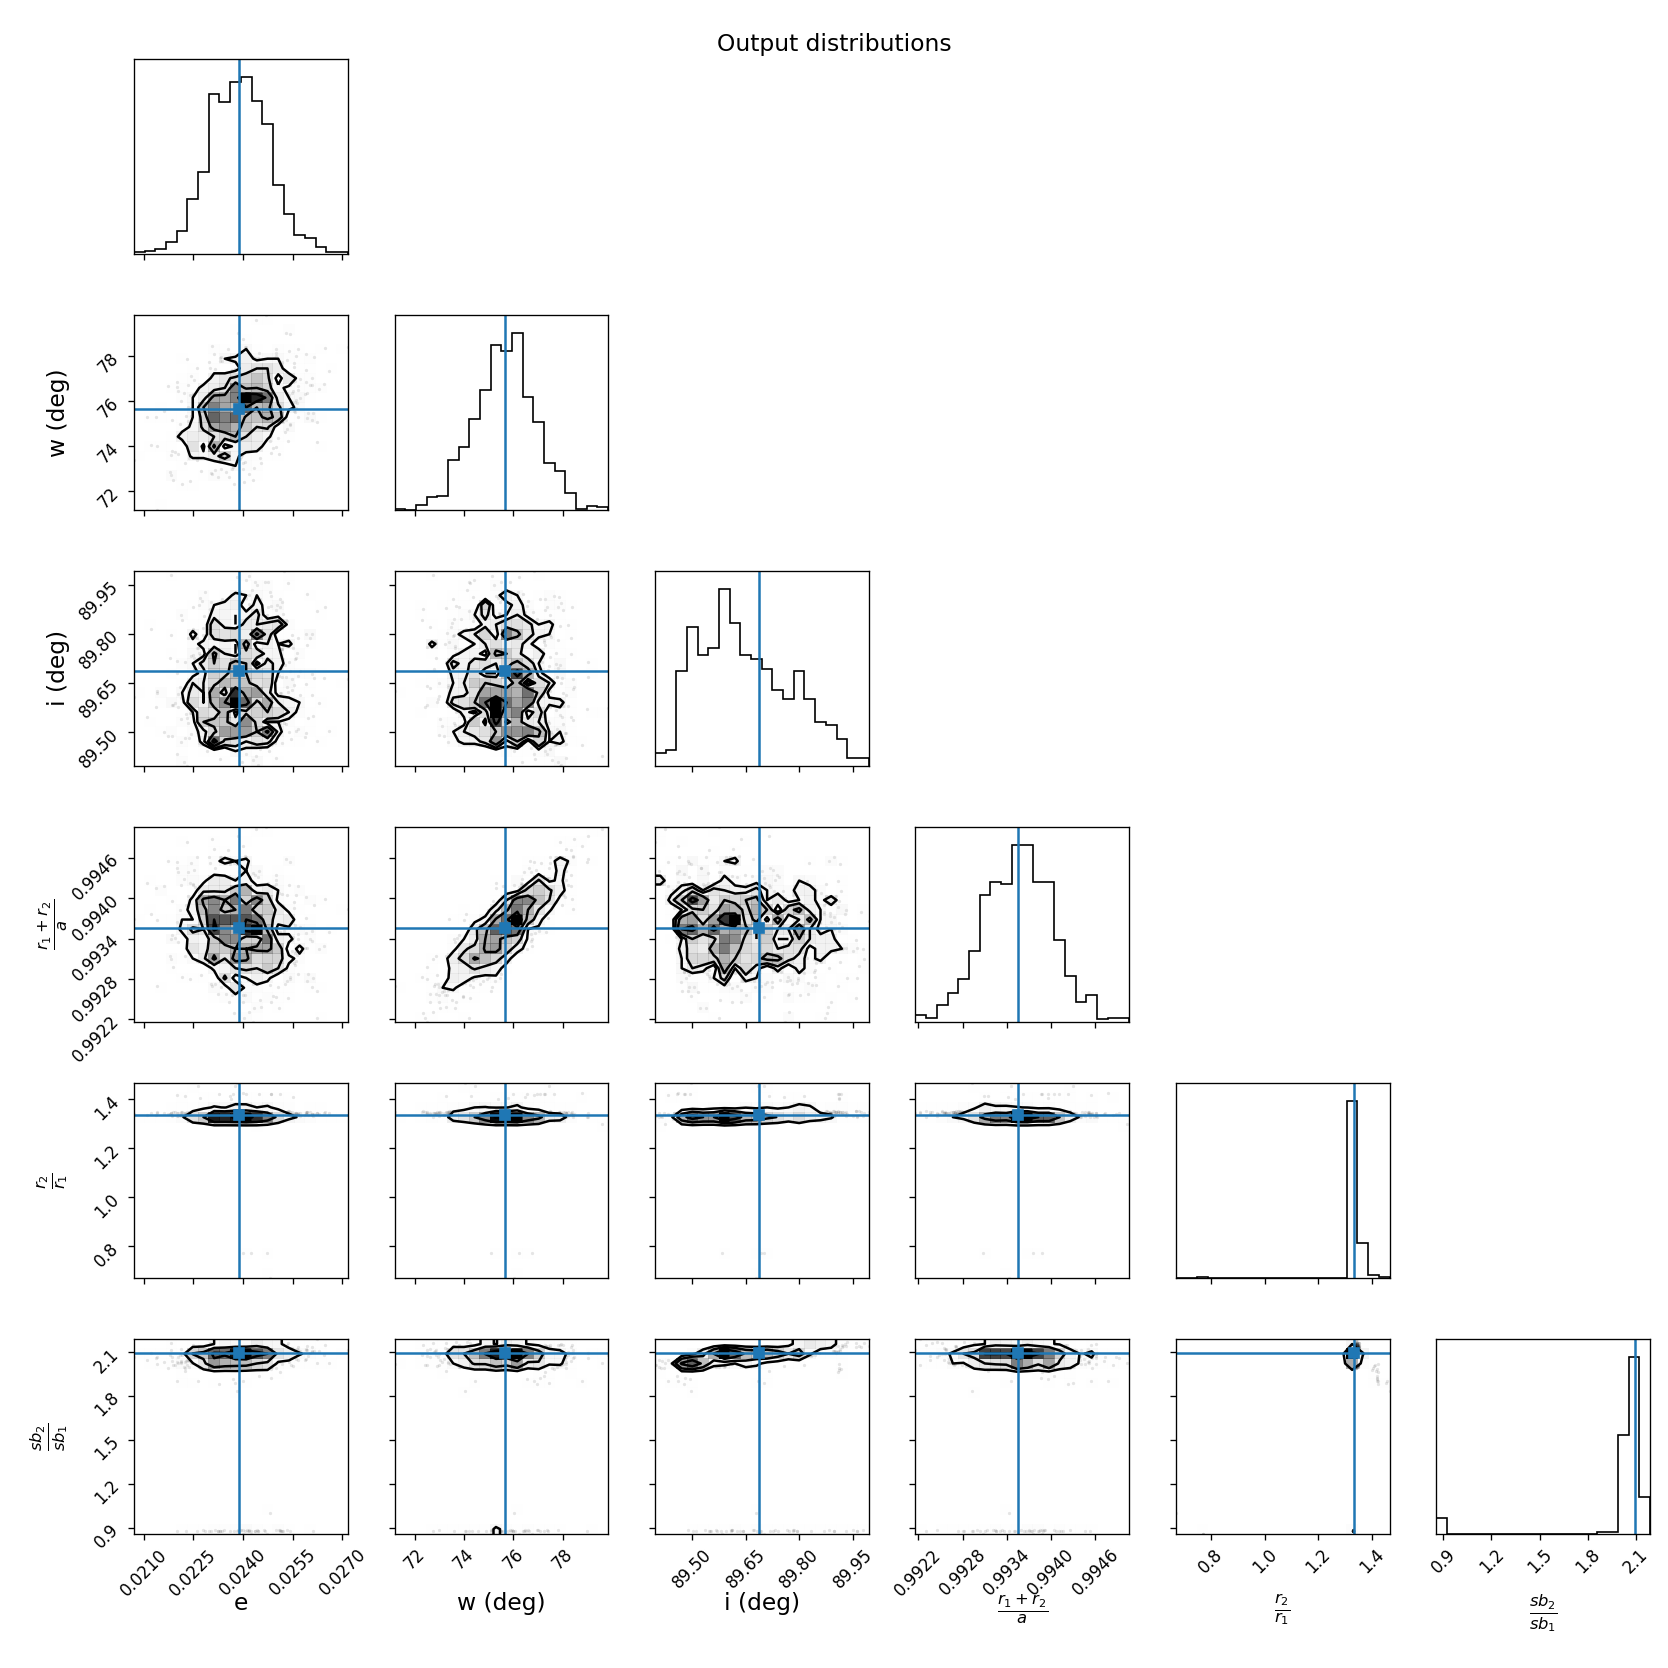 Output distributions
w (deg)
78
76
74
72
i (deg)
89.95
89.80
89.65
89.50
r₁ + r₂
a
0.9946
0.9940
0.9934
0.9928
0.9922
r₂
r₁
1.4
1.2
1.0
0.8
sb₂
sb₁
2.1
1.8
1.5
1.2
0.9
0.0210 0.0225 0.0240 0.0255 0.0270
72 74 76 78
89.50 89.65 89.80 89.95
0.9922 0.9928 0.9934 0.9940 0.9946
0.8 1.0 1.2 1.4
0.9 1.2 1.5 1.8 2.1
e
w (deg)
i (deg)
r₁ + r₂
a
r₂
r₁
sb₂
sb₁